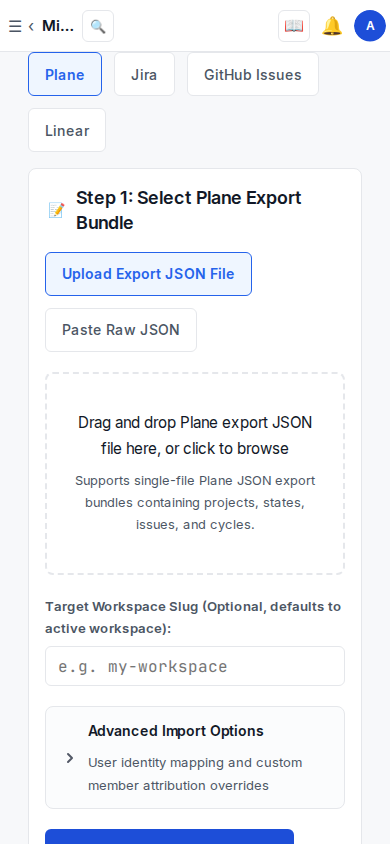 Mi...
A
Plane
Jira
GitHub Issues
Linear
Step 1: Select Plane Export
Bundle
Upload Export JSON File
Paste Raw JSON
Drag and drop Plane export JSON
file here, or click to browse
Supports single-file Plane JSON export
bundles containing projects, states,
issues, and cycles.
Target Workspace Slug (Optional, defaults to
active workspace):
e.g. my-workspace
Advanced Import Options
User identity mapping and custom
member attribution overrides